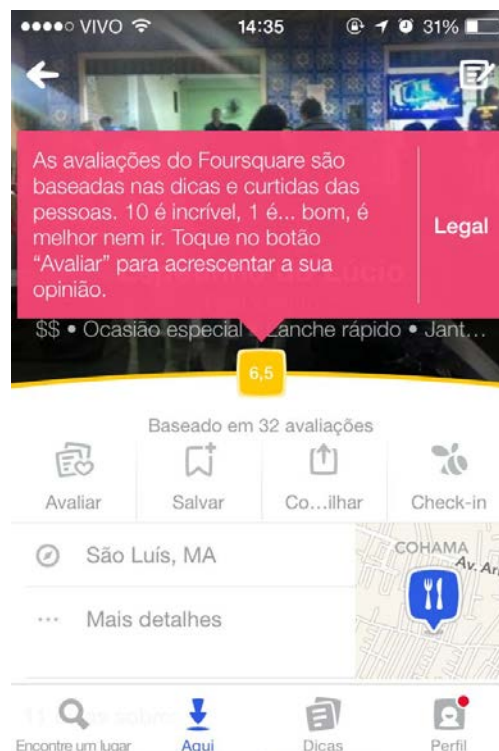 VIVO 14:35 31%
As avaliações do Foursquare são
baseadas nas dicas e curtidas das
pessoas. 10 é incrível, 1 é... bom, é
melhor nem ir. Toque no botão
“Avaliar” para acrescentar a sua
opinião.
Legal
Lúcio
$$ • Ocasião especial • Lanche rápido • Jant...
6,5
Baseado em 32 avaliações
Avaliar Salvar Co...ilhar Check-in
São Luís, MA
COHAMA
Av. Ar
... Mais detalhes
Encontre um lugar Aqui Dicas Perfil